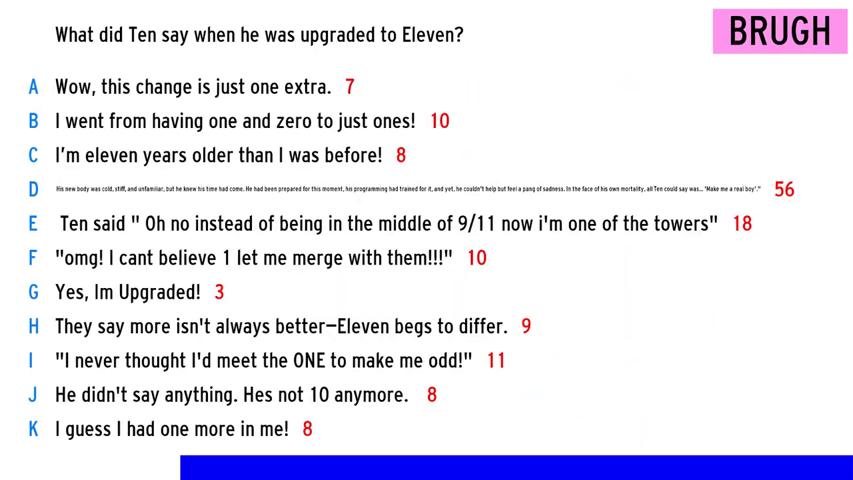 What did Ten say when he was upgraded to Eleven?
BRUGH
A Wow, this change is just one extra. 7
B I went from having one and zero to just ones! 10
C I'm eleven years older than I was before! 8
D His new body was cold, stiff, and unfamiliar, but he knew his time had come. He had been prepared for this moment, his programming had trained for it, and yet, he couldn't help but feel a pang of sadness. In the face of his own mortality, all Ten could say was... 'Make me a real boy'." 56
E Ten said " Oh no instead of being in the middle of 9/11 now i'm one of the towers" 18
F "omg! I cant believe 1 let me merge with them!!!" 10
G Yes, Im Upgraded! 3
H They say more isn't always better—Eleven begs to differ. 9
I "I never thought I'd meet the ONE to make me odd!" 11
J He didn't say anything. Hes not 10 anymore. 8
K I guess I had one more in me! 8